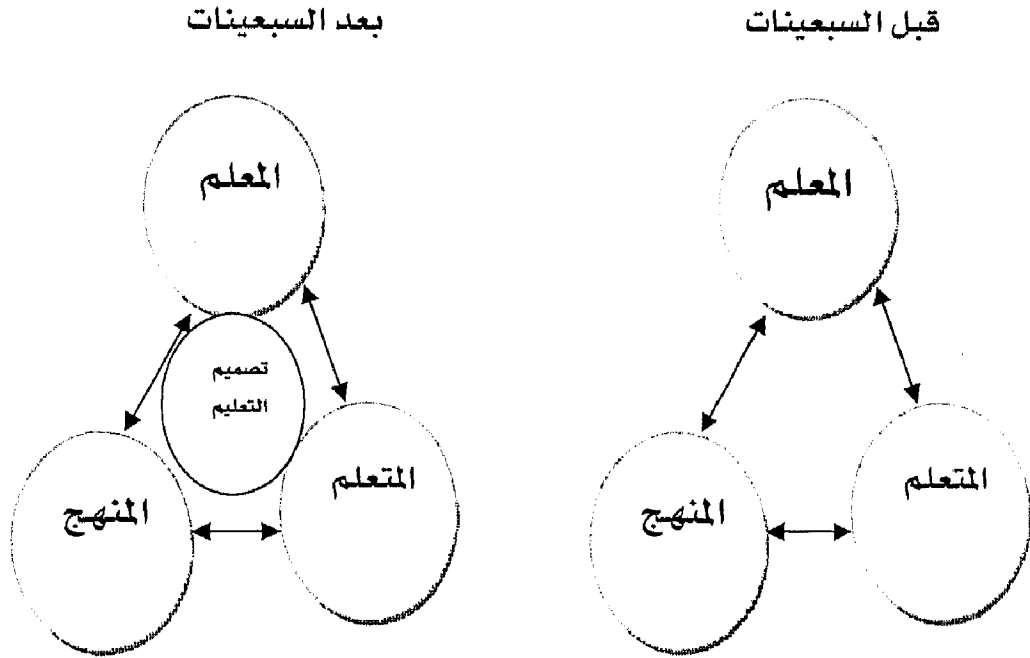 قبل السبعينات
المعلم
المتعلم
المنهج
بعد السبعينات
المعلم
تصميم
التعليم
المتعلم
المنهج